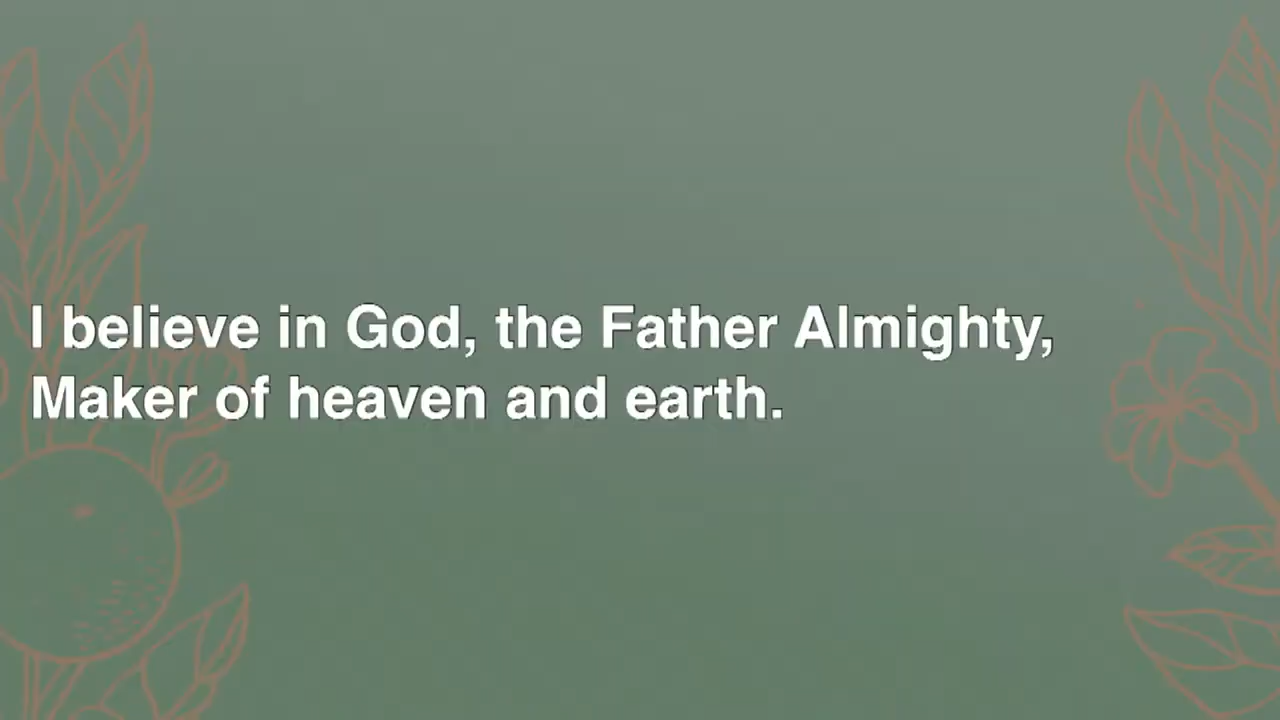 I believe in God, the Father Almighty,
Maker of heaven and earth.